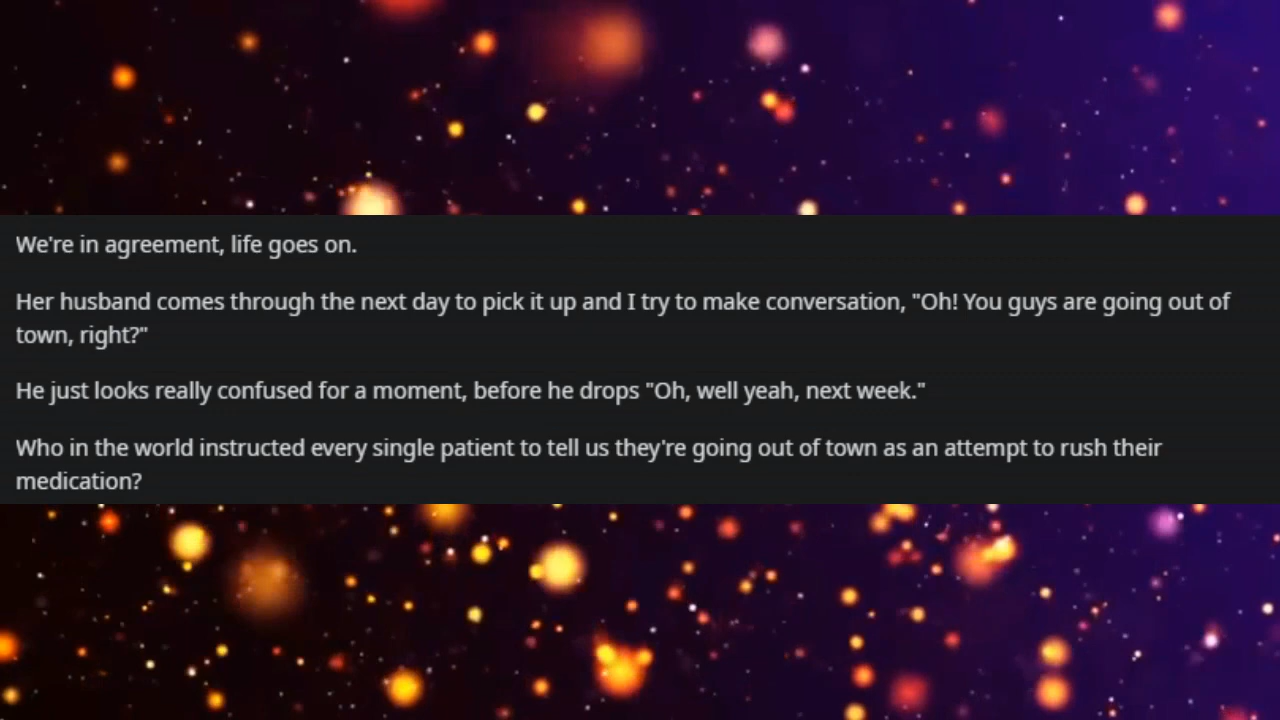 We're in agreement, life goes on.
Her husband comes through the next day to pick it up and I try to make conversation, "Oh! You guys are going out of
town, right?"
He just looks really confused for a moment, before he drops "Oh, well yeah, next week."
Who in the world instructed every single patient to tell us they're going out of town as an attempt to rush their
medication?